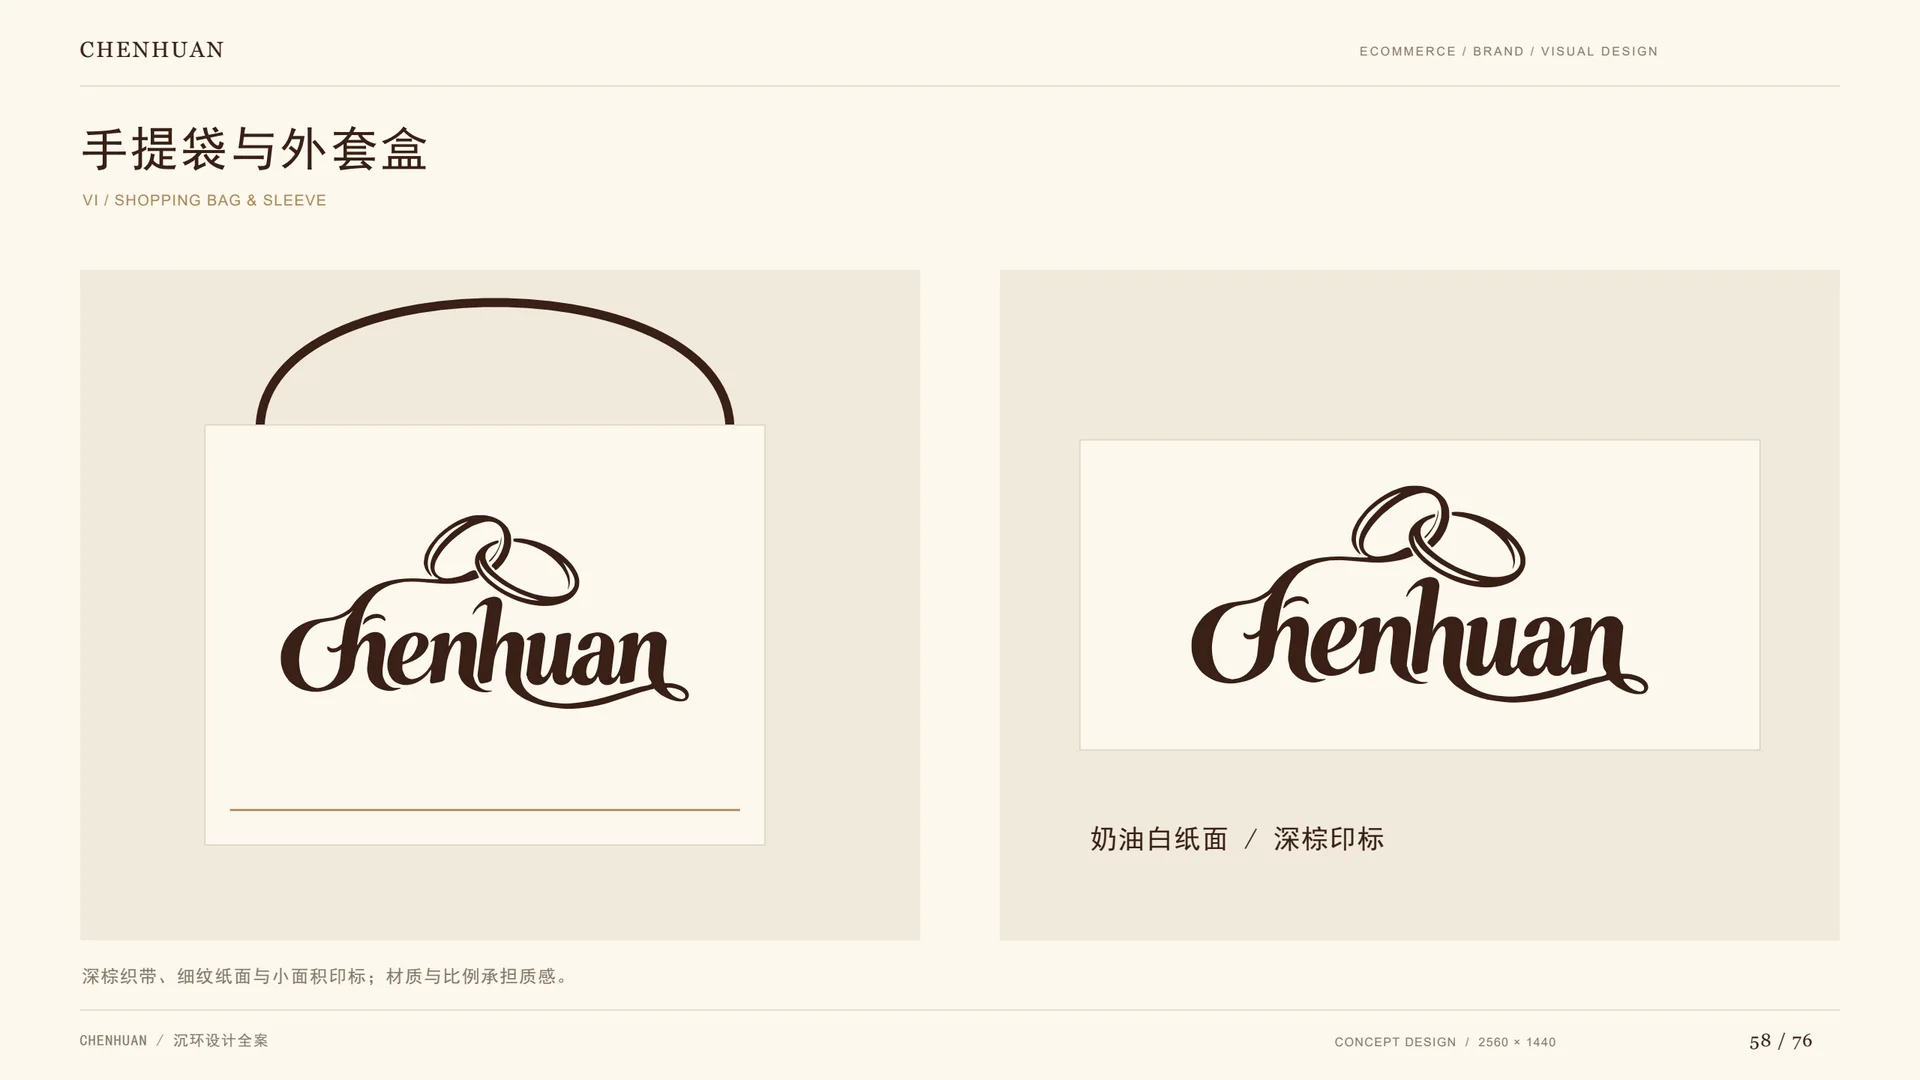 CHENHUAN
ECOMMERCE / BRAND / VISUAL DESIGN
手提袋与外套盒
VI / SHOPPING BAG & SLEEVE
Chenhuan
Chenhuan
奶油白纸面 / 深棕印标
深棕织带、细纹纸面与小面积印标；材质与比例承担质感。
CHENHUAN / 沉环设计全案
CONCEPT DESIGN / 2560 × 1440
58 / 76